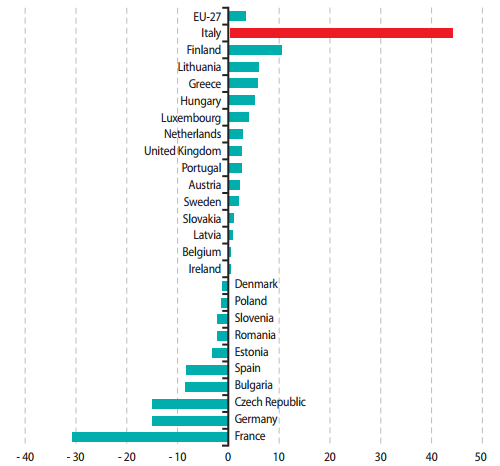 EU-27
Italy
Finland
Lithuania
Greece
Hungary
Luxembourg
Netherlands
United Kingdom
Portugal
Austria
Sweden
Slovakia
Latvia
Belgium
Ireland
Denmark
Poland
Slovenia
Romania
Estonia
Spain
Bulgaria
Czech Republic
Germany
France
- 40 - 30 - 20 - 10 0 10 20 30 40 50